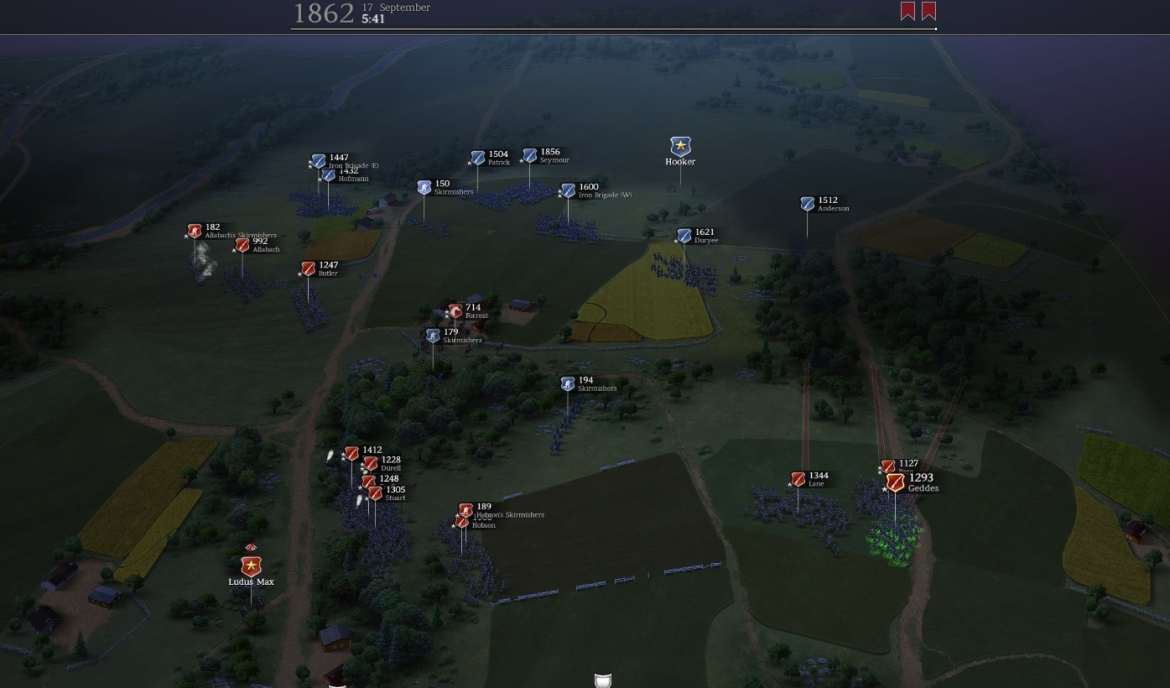 1862 17 September
5:41
1447
Iron Brigade (E)
1432
Hofmann
1504
Patrick
1856
Seymour
Hooker
150
Skirmishers
1600
Iron Brigade (W)
1512
Anderson
182
Allabach's Skirmishers
992
Allabach
1621
Duryee
1247
Butler
714
Forrest
179
Skirmishers
194
Skirmishers
1412
1228
Durell
1248
1305
Stuart
1127
1344
Lane
1293
Geddes
189
Hobson's Skirmishers
Hobson
Ludus Max